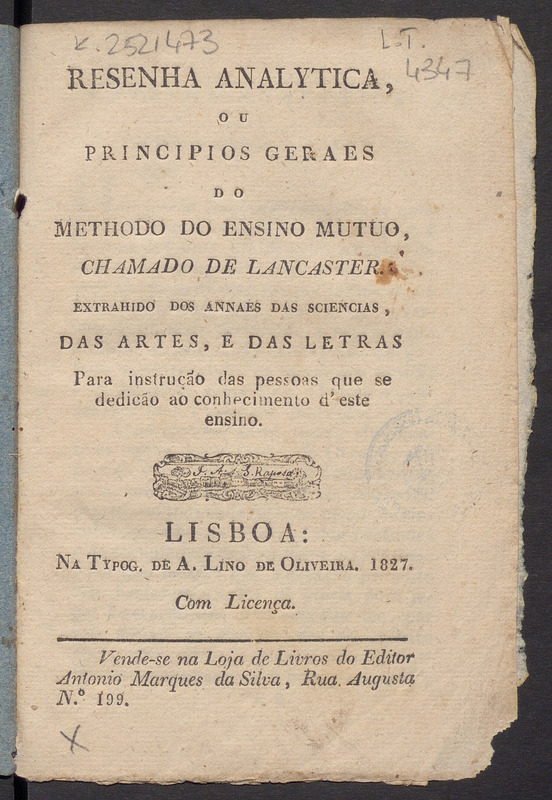 K. 2521473
L.T.
4347
RESENHA ANALYTICA,
OU
PRINCIPIOS GERAES
DO
METHODO DO ENSINO MUTUO,
CHAMADO DE LANCASTER.
EXTRAHIDO DOS ANNAES DAS SCIENCIAS,
DAS ARTES, E DAS LETRAS
Para instrução das pessoas que se
dedicão ao conhecimento d'este
ensino.
LISBOA:
NA TYPOG. DE A. LINO DE OLIVEIRA. 1827.
Com Licença.
Vende-se na Loja de Livros do Editor
Antonio Marques da Silva, Rua Augusta
N.º 199.
X